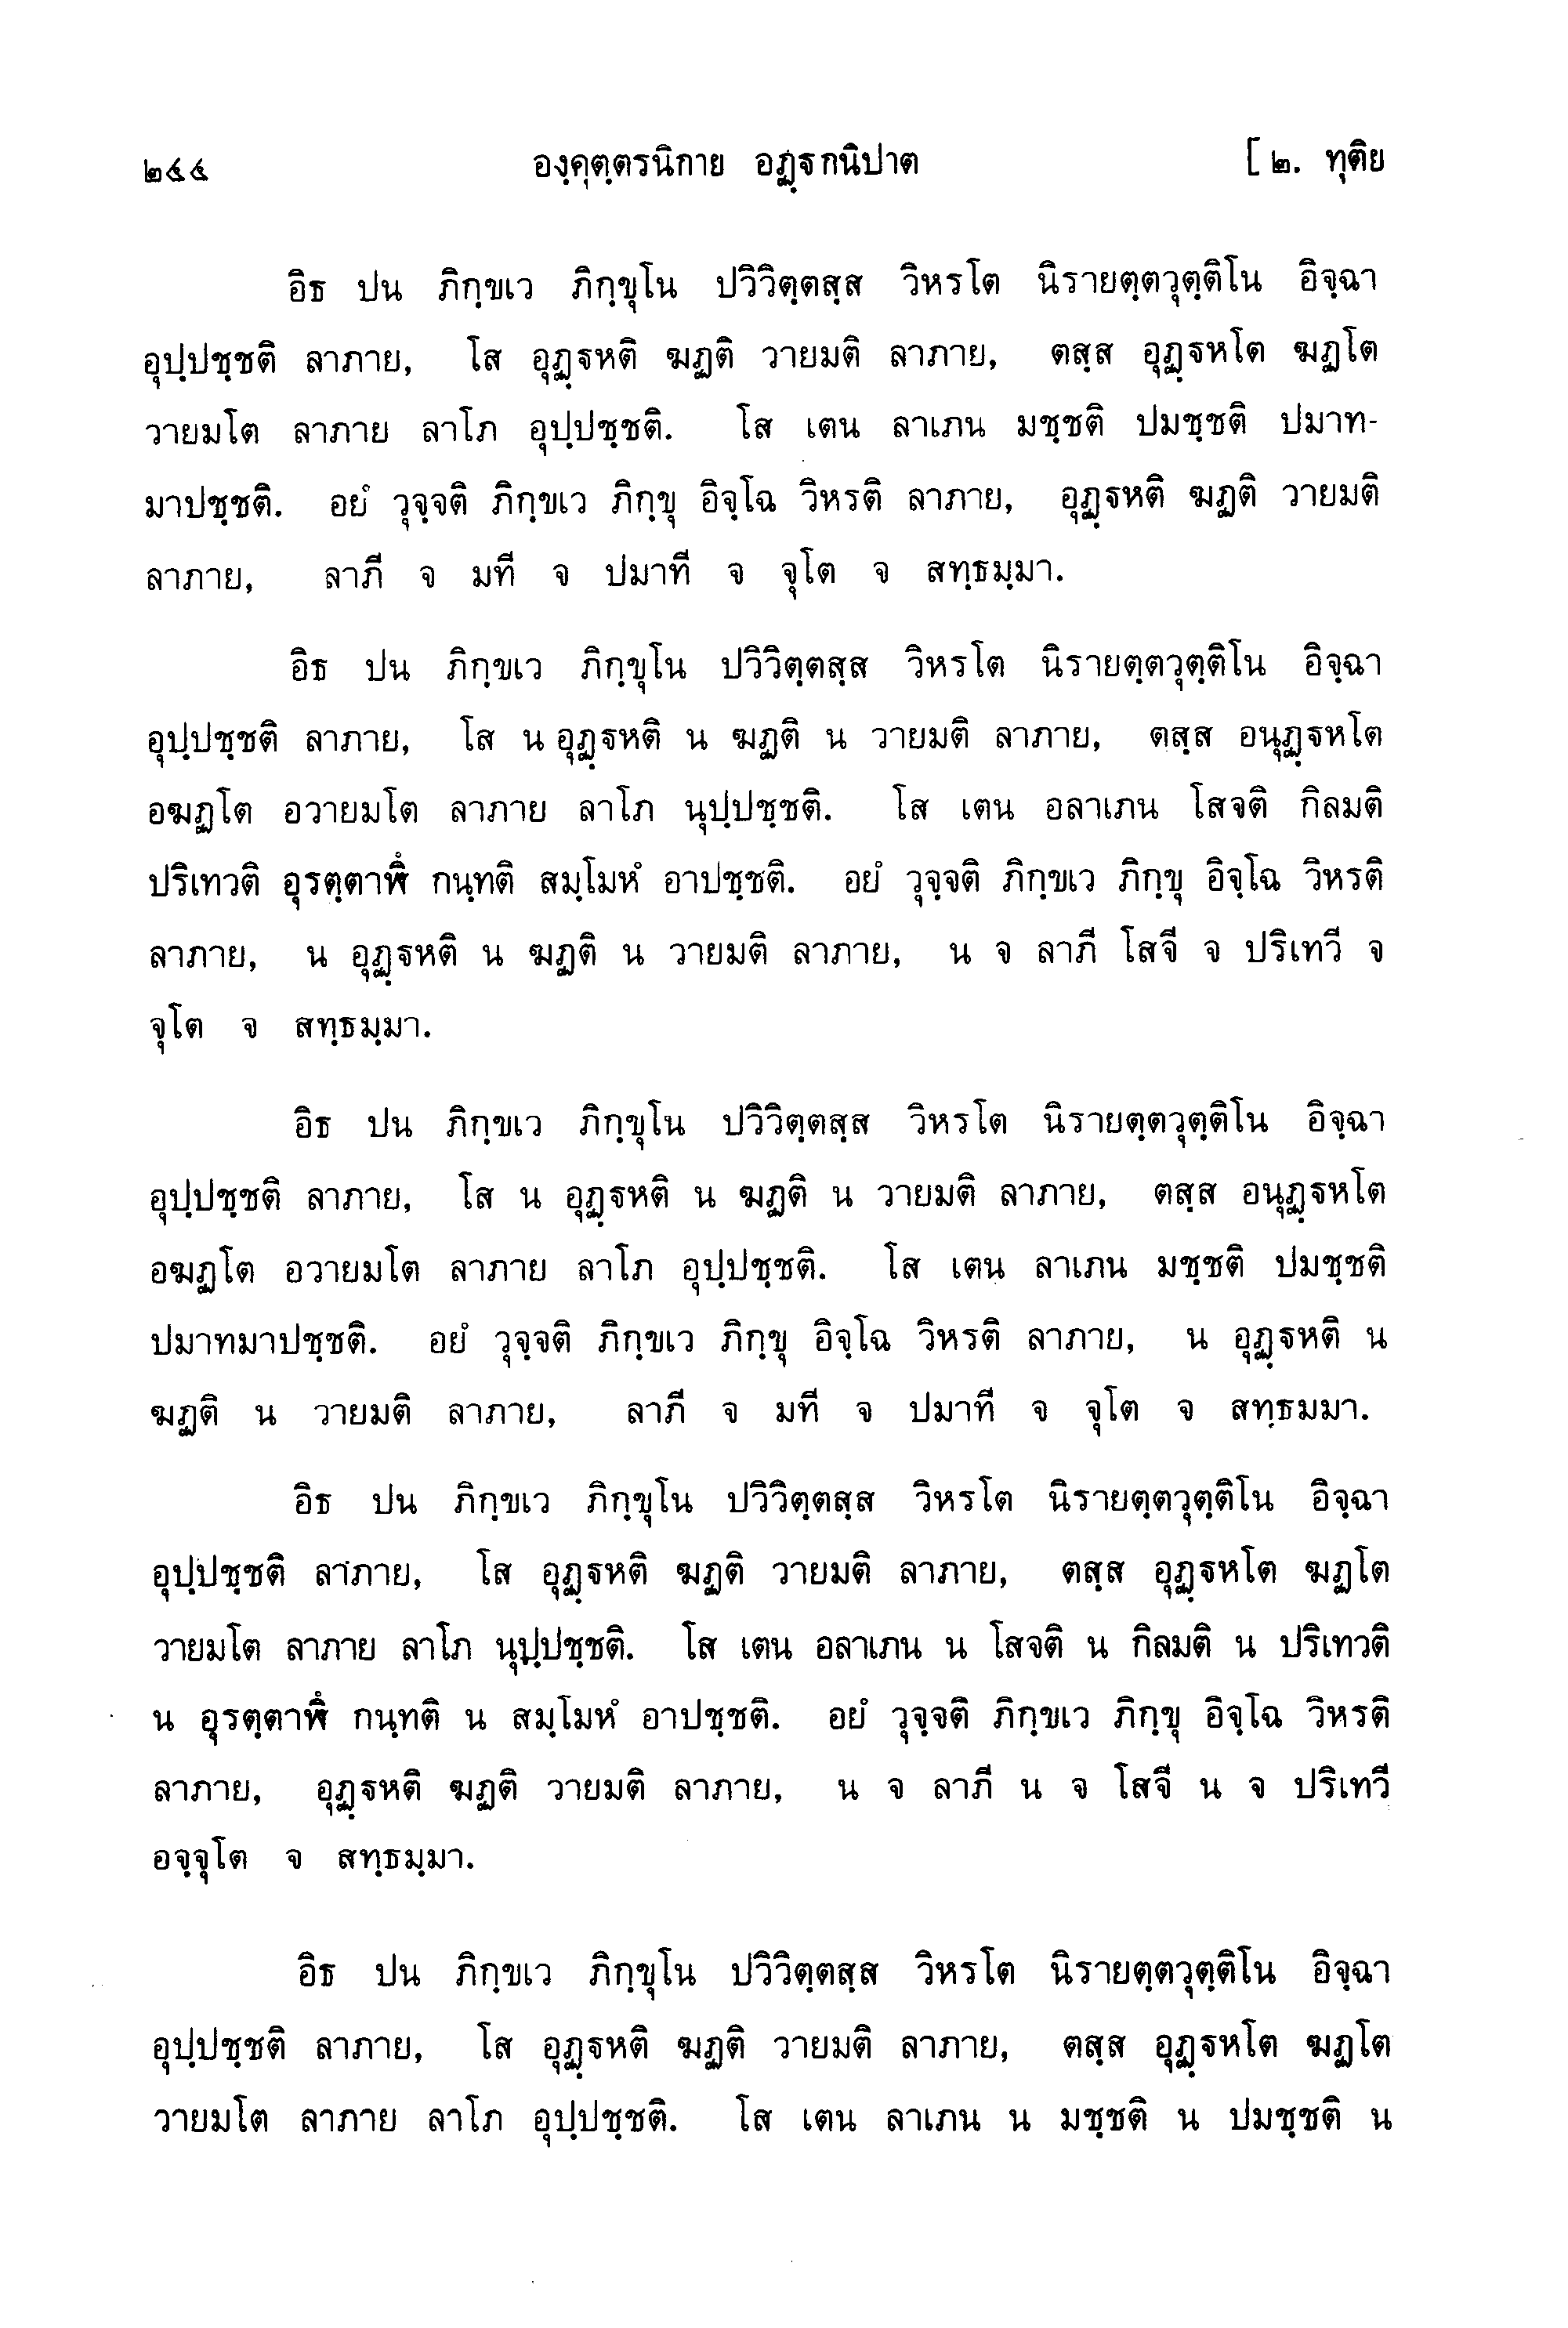 ๒๔๔ องฺคุตฺตรนิกาย อฏฺฐกนิปาต [ ๒. ทุติย
อิธ ปน ภิกฺขเว ภิกฺขุโน ปวิวิตฺตสฺส วิหรโต นิรายตฺตวุตฺติโน อิจฺฉา
อุปฺปชฺชติ ลาภาย, โส อุฏฺฐหติ ฆฏติ วายมติ ลาภาย, ตสฺส อุฏฺฐหโต ฆฏโต
วายมโต ลาภาย ลาโภ อุปฺปชฺชติ. โส เตน ลาเภน มชฺชติ ปมชฺชติ ปมาท-
มาปชฺชติ. อยํ วุจฺจติ ภิกฺขเว ภิกฺขุ อิจฺโฉ วิหรติ ลาภาย, อุฏฺฐหติ ฆฏติ วายมติ
ลาภาย, ลาภี จ มที จ ปมาที จ จุโต จ สทฺธมฺมา.
อิธ ปน ภิกฺขเว ภิกฺขุโน ปวิวิตฺตสฺส วิหรโต นิรายตฺตวุตฺติโน อิจฺฉา
อุปฺปชฺชติ ลาภาย, โส น อุฏฺฐหติ น ฆฏติ น วายมติ ลาภาย, ตสฺส อนุฏฺฐหโต
อฆฏโต อวายมโต ลาภาย ลาโภ นุปฺปชฺชติ. โส เตน อลาเภน โสจติ กิลมติ
ปริเทวติ อุรตฺตาฬึ กนฺทติ สมฺโมหํ อาปชฺชติ. อยํ วุจฺจติ ภิกฺขเว ภิกฺขุ อิจฺโฉ วิหรติ
ลาภาย, น อุฏฺฐหติ น ฆฏติ น วายมติ ลาภาย, น จ ลาภี โสจี จ ปริเทวี จ
จุโต จ สทฺธมฺมา.
อิธ ปน ภิกฺขเว ภิกฺขุโน ปวิวิตฺตสฺส วิหรโต นิรายตฺตวุตฺติโน อิจฺฉา
อุปฺปชฺชติ ลาภาย, โส น อุฏฺฐหติ น ฆฏติ น วายมติ ลาภาย, ตสฺส อนุฏฺฐหโต
อฆฏโต อวายมโต ลาภาย ลาโภ อุปฺปชฺชติ. โส เตน ลาเภน มชฺชติ ปมชฺชติ
ปมาทมาปชฺชติ. อยํ วุจฺจติ ภิกฺขเว ภิกฺขุ อิจฺโฉ วิหรติ ลาภาย, น อุฏฺฐหติ น
ฆฏติ น วายมติ ลาภาย, ลาภี จ มที จ ปมาที จ จุโต จ สทฺธมมา.
อิธ ปน ภิกฺขเว ภิกฺขุโน ปวิวิตฺตสฺส วิหรโต นิรายตฺตวุตฺติโน อิจฺฉา
อุปฺปชฺชติ ลาภาย, โส อุฏฺฐหติ ฆฏติ วายมติ ลาภาย, ตสฺส อุฏฺฐหโต ฆฏโต
วายมโต ลาภาย ลาโภ นุปฺปชฺชติ. โส เตน อลาเภน น โสจติ น กิลมติ น ปริเทวติ
น อุรตฺตาฬึ กนฺทติ น สมฺโมหํ อาปชฺชติ. อยํ วุจฺจติ ภิกฺขเว ภิกฺขุ อิจฺโฉ วิหรติ
ลาภาย, อุฏฺฐหติ ฆฏติ วายมติ ลาภาย, น จ ลาภี น จ โสจี น จ ปริเทวี
อจฺจุโต จ สทฺธมฺมา.
อิธ ปน ภิกฺขเว ภิกฺขุโน ปวิวิตฺตสฺส วิหรโต นิรายตฺตวุตฺติโน อิจฺฉา
อุปฺปชฺชติ ลาภาย, โส อุฏฺฐหติ ฆฏติ วายมติ ลาภาย, ตสฺส อุฏฺฐหโต ฆฏโต
วายมโต ลาภาย ลาโภ อุปฺปชฺชติ. โส เตน ลาเภน น มชฺชติ น ปมชฺชติ น